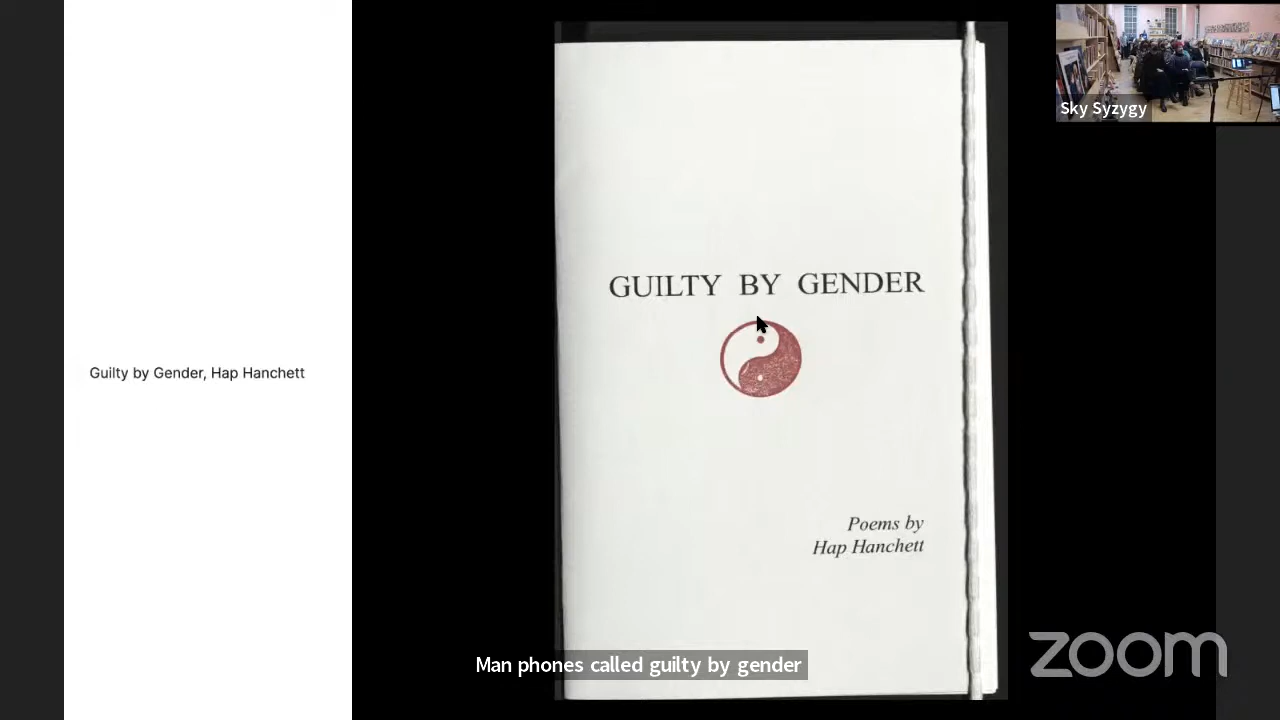 Guilty by Gender, Hap Hanchett
GUILTY BY GENDER
Poems by
Hap Hanchett
Man phones called guilty by gender
Sky Syzygy
zoom